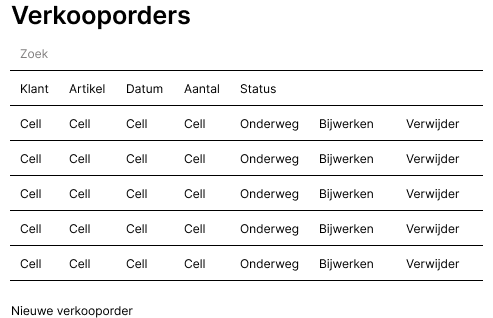 Verkooporders
Zoek
Klant Artikel Datum Aantal Status
Cell Cell Cell Cell Onderweg Bijwerken Verwijder
Cell Cell Cell Cell Onderweg Bijwerken Verwijder
Cell Cell Cell Cell Onderweg Bijwerken Verwijder
Cell Cell Cell Cell Onderweg Bijwerken Verwijder
Cell Cell Cell Cell Onderweg Bijwerken Verwijder
Nieuwe verkooporder